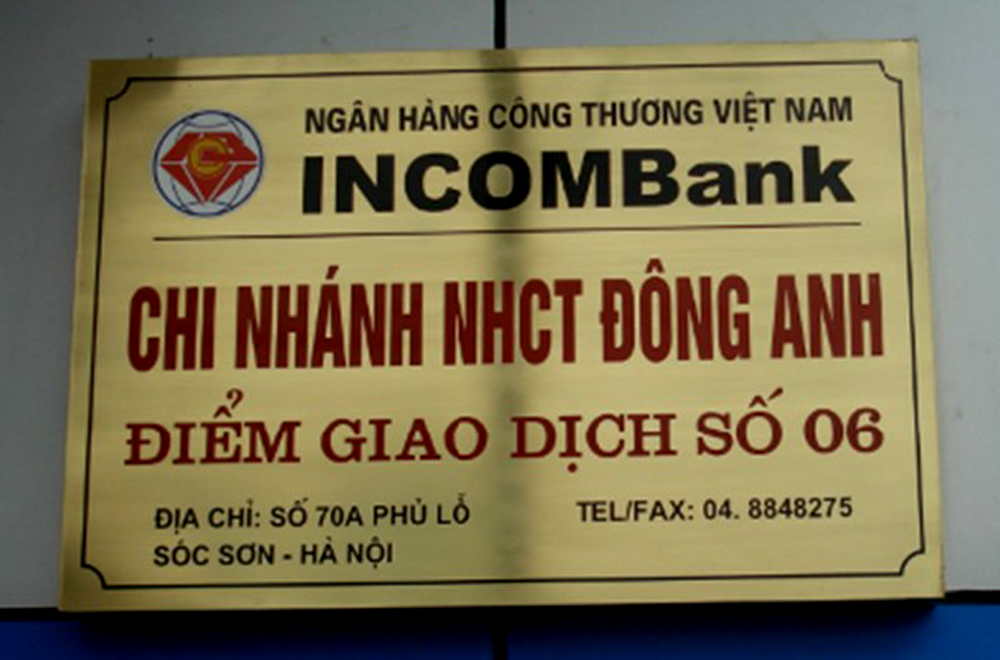 NGÂN HÀNG CÔNG THƯƠNG VIỆT NAM
INCOMBank
CHI NHÁNH NHCT ĐÔNG ANH
ĐIỂM GIAO DỊCH SỐ 06
ĐỊA CHỈ: SỐ 70A PHỦ LỖ
SÓC SƠN - HÀ NỘI
TEL/FAX: 04. 8848275